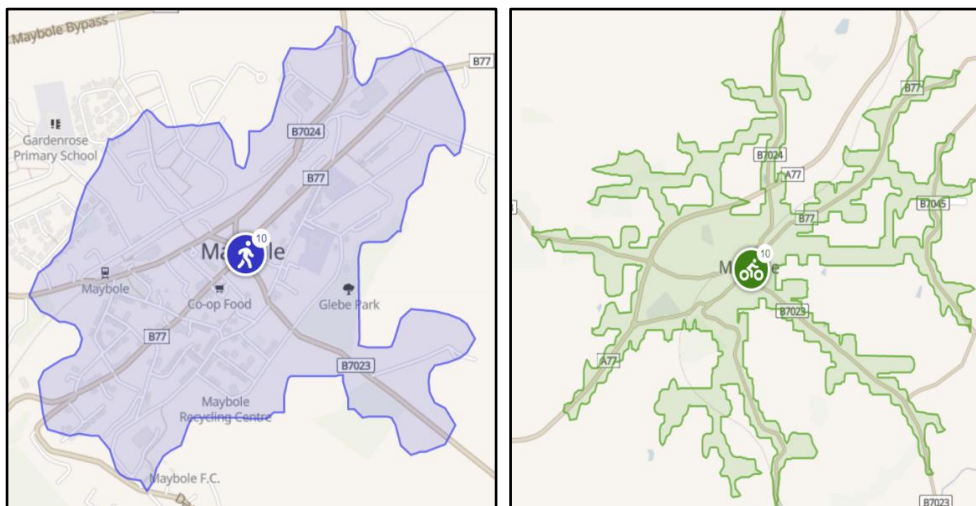 Maybole Bypass
B77
Gardenrose
Primary School
B7024
B77
10
Maybole
Co-op Food
Glebe Park
B77
B7023
Maybole
Recycling Centre
Maybole F.C.
B77
B7024
A77
B7045
B77
10
B7023
A77
B7023